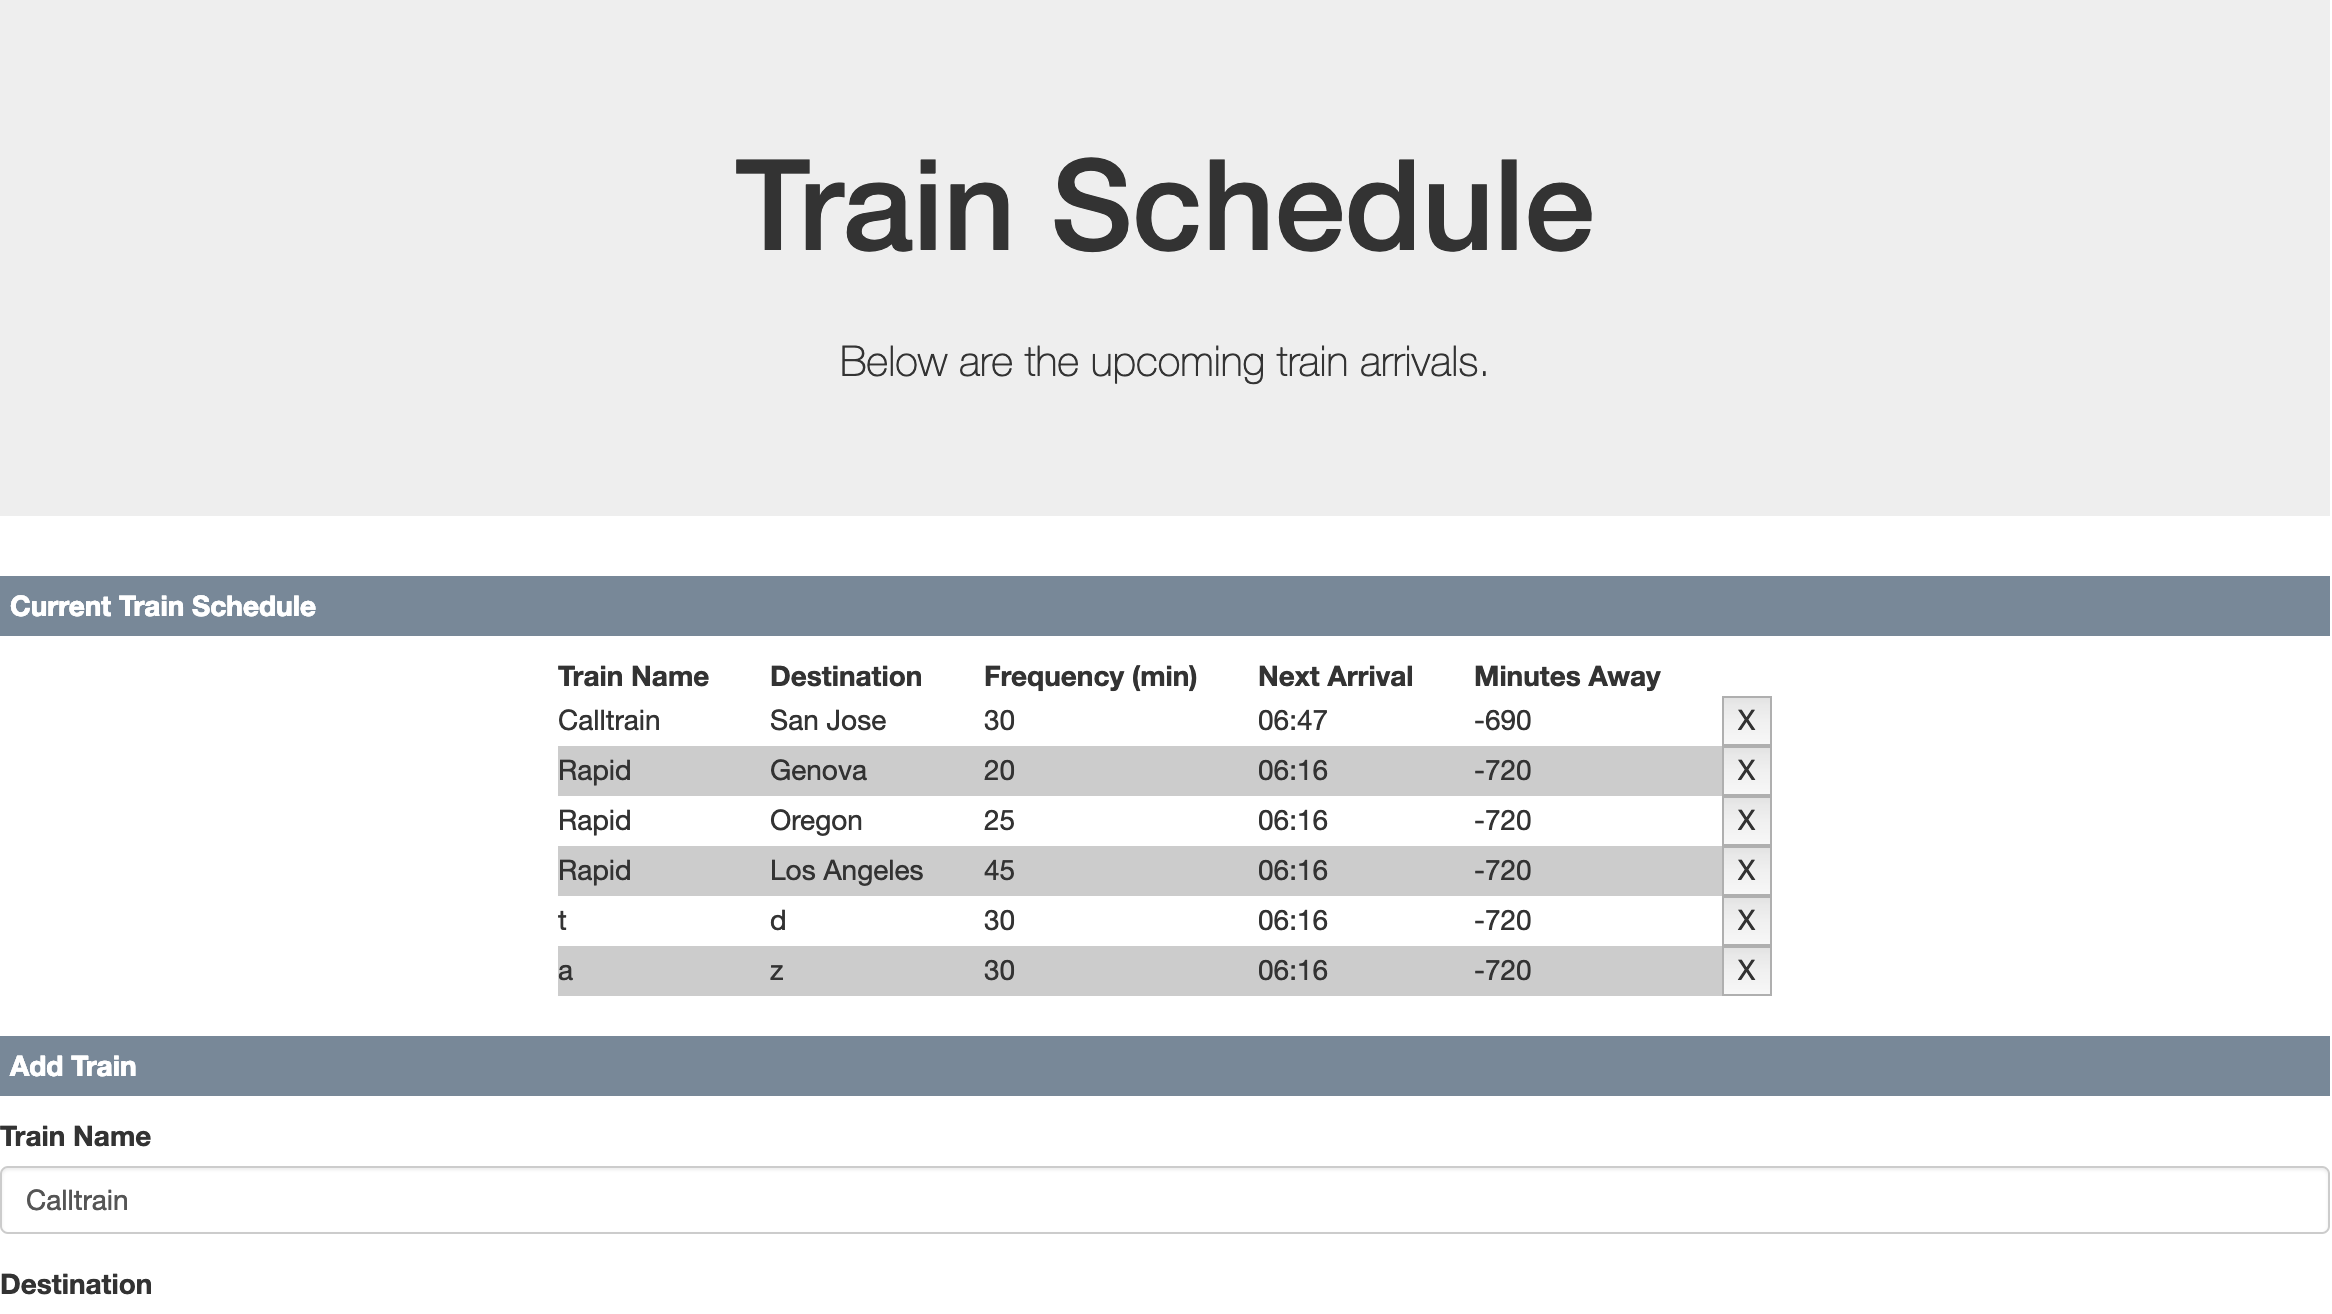 Train Schedule
Below are the upcoming train arrivals.
Current Train Schedule
Train Name Destination Frequency (min) Next Arrival Minutes Away
Calltrain San Jose 30 06:47 -690 X
Rapid Genova 20 06:16 -720 X
Rapid Oregon 25 06:16 -720 X
Rapid Los Angeles 45 06:16 -720 X
t d 30 06:16 -720 X
a z 30 06:16 -720 X
Add Train
Train Name
Calltrain
Destination